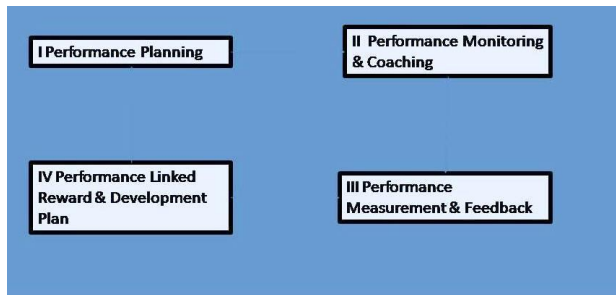 I Performance Planning
II Performance Monitoring
& Coaching
IV Performance Linked
Reward & Development
Plan
III Performance
Measurement & Feedback